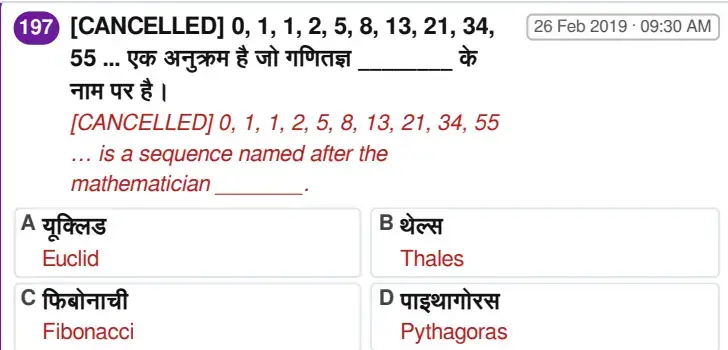 197 [CANCELLED] 0, 1, 1, 2, 5, 8, 13, 21, 34, 26 Feb 2019 · 09:30 AM
55 ... एक अनुक्रम है जो गणितज्ञ ________ के
नाम पर है।
[CANCELLED] 0, 1, 1, 2, 5, 8, 13, 21, 34, 55
… is a sequence named after the
mathematician ________.
A यूक्लिड B थेल्स
Euclid Thales
C फिबोनाची D पाइथागोरस
Fibonacci Pythagoras